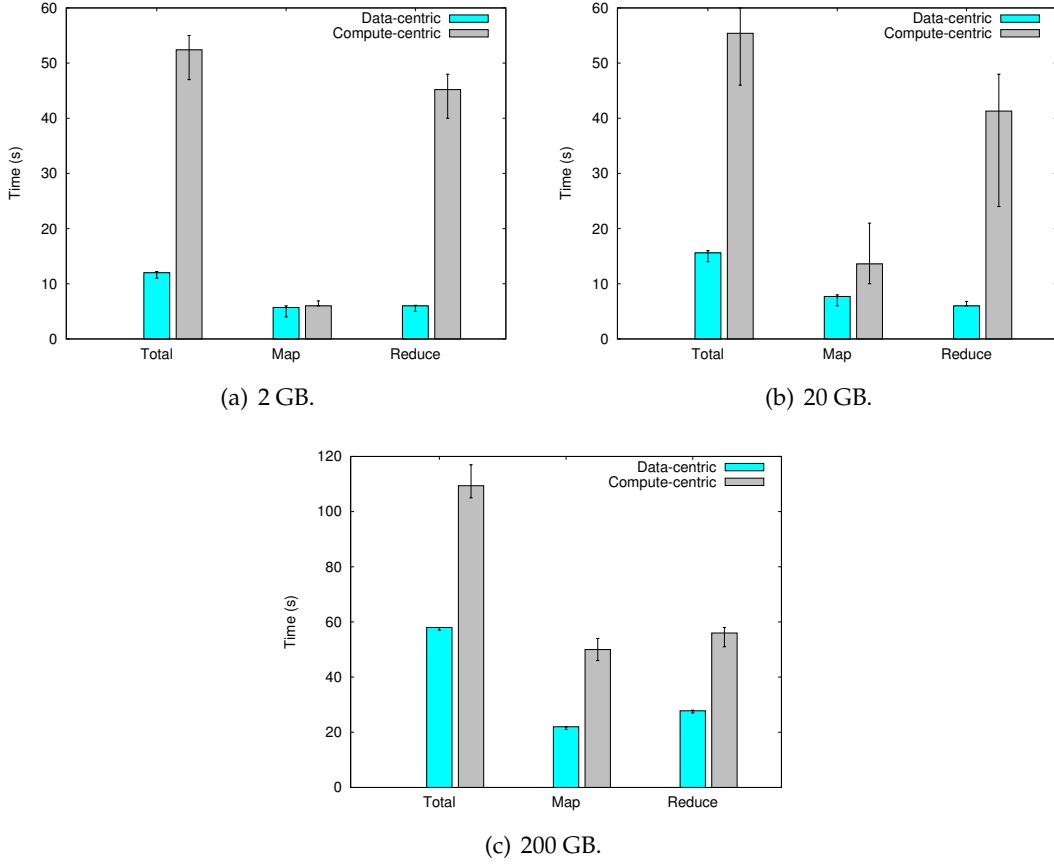 60
50
40
30
20
10
0
Time (s)
Data-centric
Compute-centric
Total Map Reduce
(a) 2 GB.
60
50
40
30
20
10
0
Time (s)
Data-centric
Compute-centric
Total Map Reduce
(b) 20 GB.
120
100
80
60
40
20
0
Time (s)
Data-centric
Compute-centric
Total Map Reduce
(c) 200 GB.